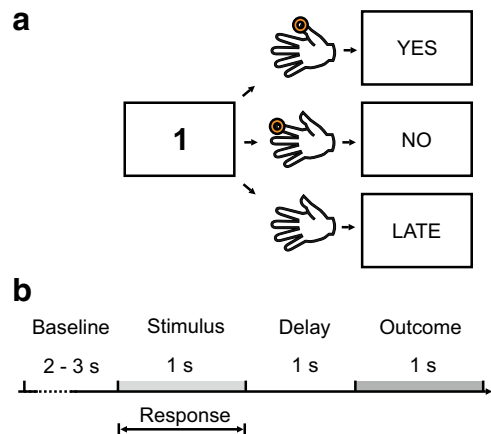 a
YES
1
NO
LATE
b
Baseline Stimulus Delay Outcome
2 - 3 s 1 s 1 s 1 s
Response